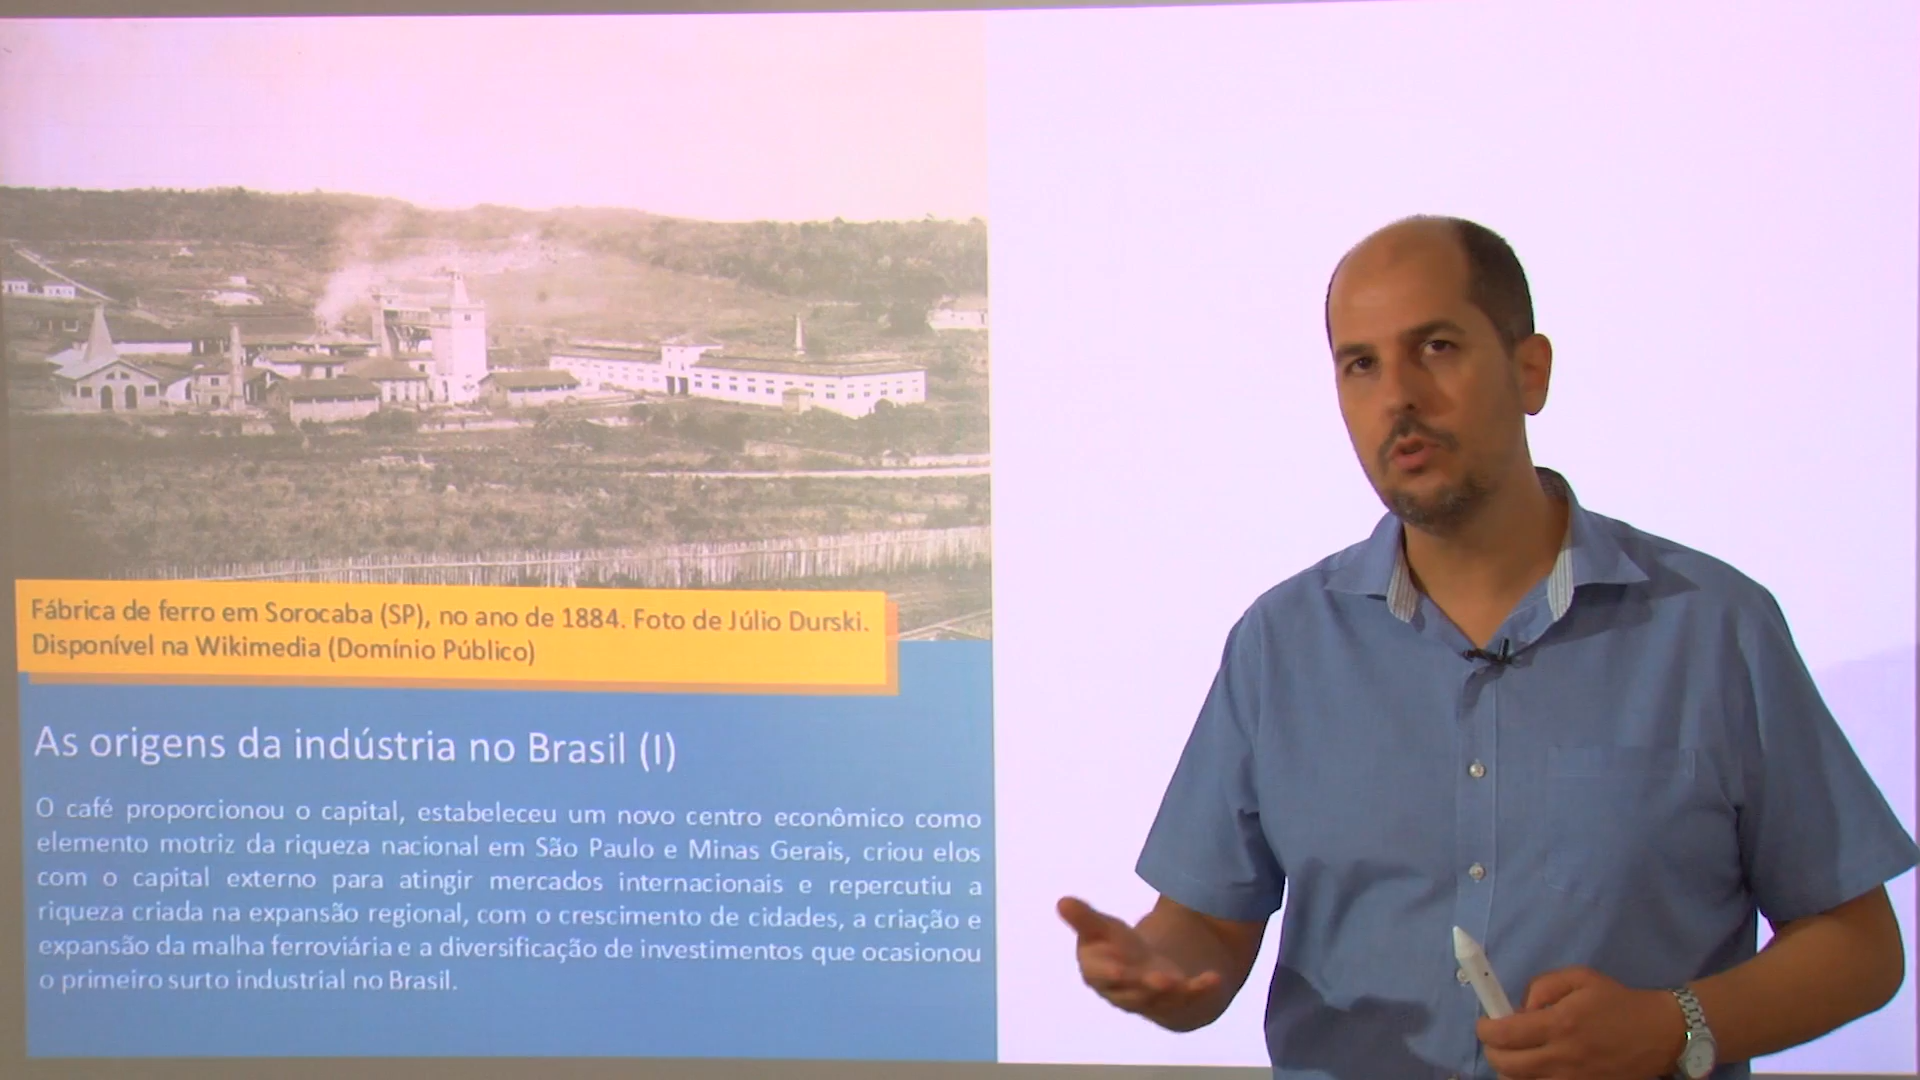 Fábrica de ferro em Sorocaba (SP), no ano de 1884. Foto de Júlio Durski.
Disponível na Wikimedia (Domínio Público)
As origens da indústria no Brasil (I)
O café proporcionou o capital, estabeleceu um novo centro econômico como
elemento motriz da riqueza nacional em São Paulo e Minas Gerais, criou elos
com o capital externo para atingir mercados internacionais e repercutiu a
riqueza criada na expansão regional, com o crescimento de cidades, a criação e
expansão da malha ferroviária e a diversificação de investimentos que ocasionou
o primeiro surto industrial no Brasil.